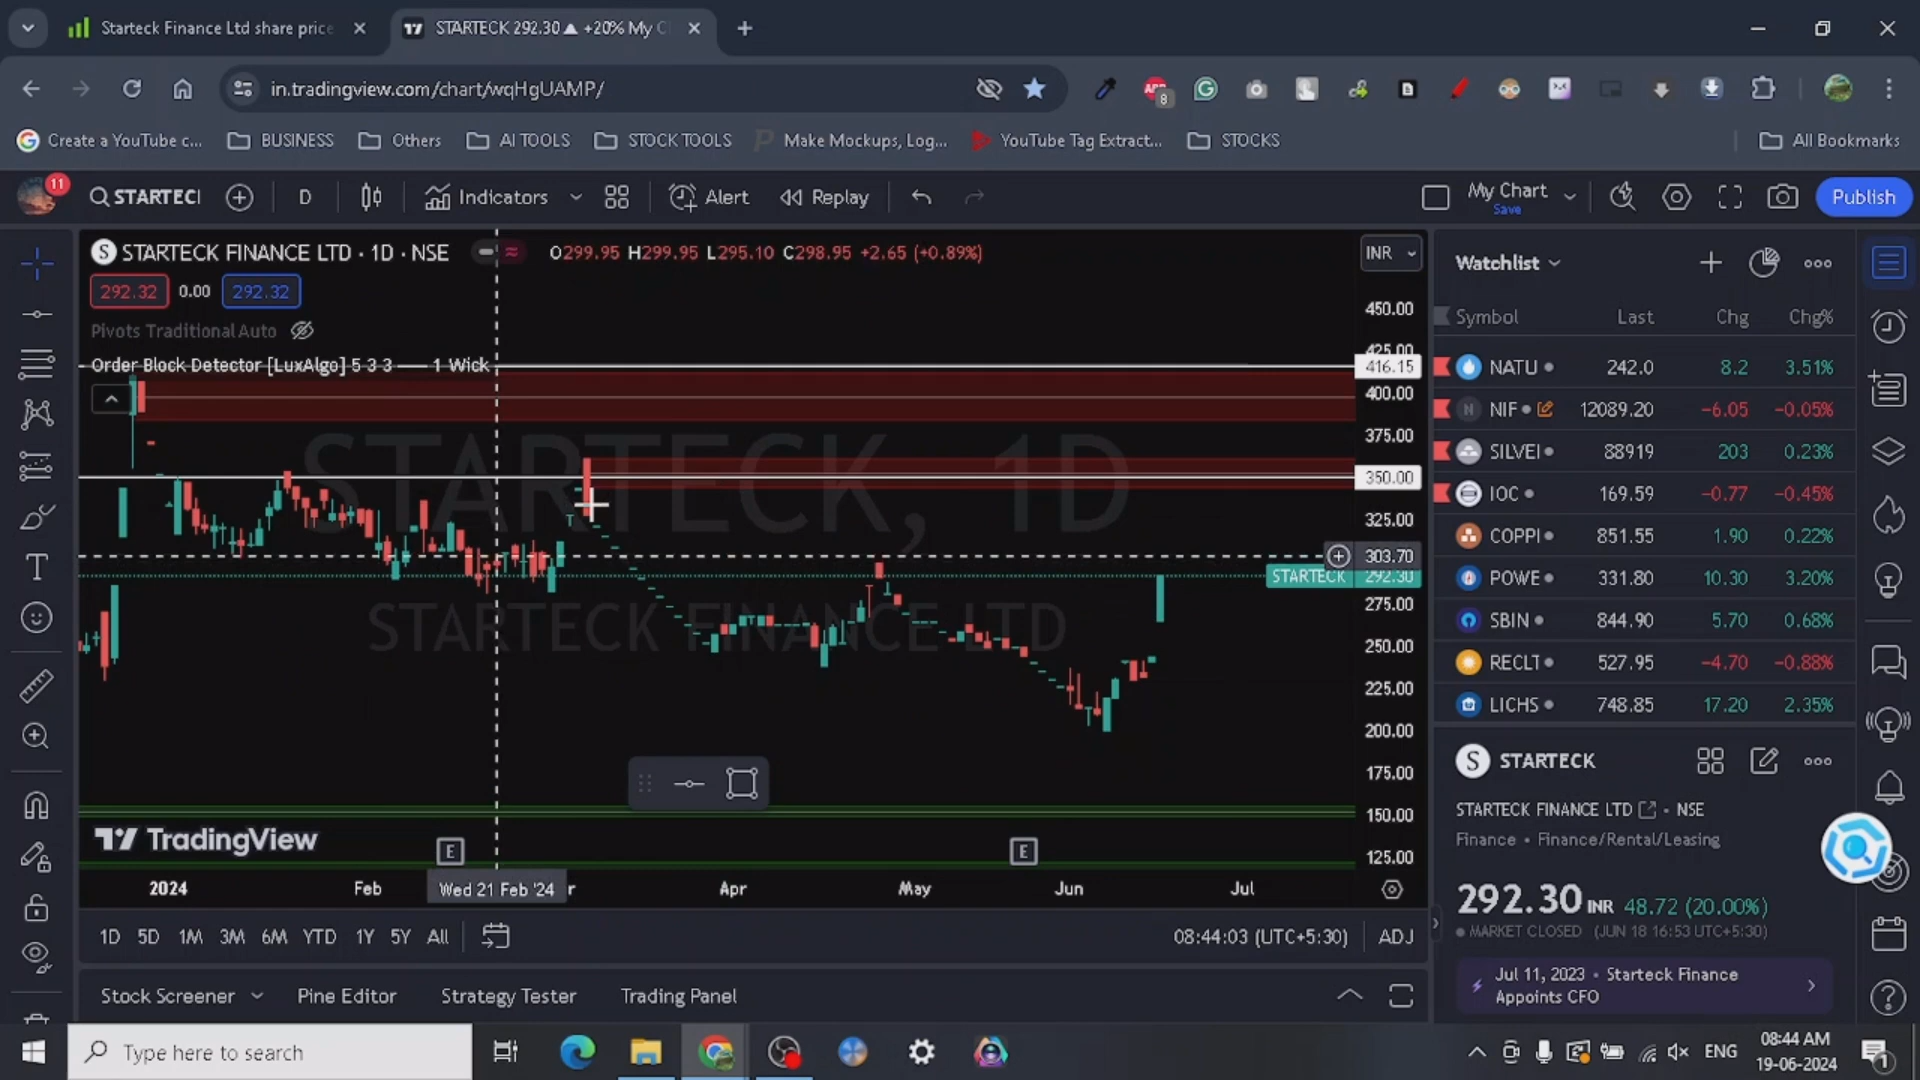 Starteck Finance Ltd share price
STARTECK 292.30 ▲ +20% My C
in.tradingview.com/chart/wqHgUAMP/
8
Create a YouTube c...
BUSINESS
Others
AI TOOLS
STOCK TOOLS
Make Mockups, Log...
YouTube Tag Extract...
STOCKS
All Bookmarks
11
STARTECI
D
Indicators
Alert
Replay
My Chart
Save
Publish
S STARTECK FINANCE LTD · 1D · NSE
O299.95 H299.95 L295.10 C298.95 +2.65 (+0.89%)
INR
292.32 0.00 292.32
Pivots Traditional Auto
Order Block Detector [LuxAlgo] 5 3 3 — 1 Wick
STARTECK, 1D
STARTECK FINANCE LTD
450.00
425.00
416.15
400.00
375.00
350.00
325.00
303.70
STARTECK 292.30
275.00
250.00
225.00
200.00
175.00
150.00
125.00
TradingView
E
E
2024 Feb Wed 21 Feb '24 r Apr May Jun Jul
1D 5D 1M 3M 6M YTD 1Y 5Y All
08:44:03 (UTC+5:30) ADJ
Stock Screener Pine Editor Strategy Tester Trading Panel
Watchlist
Symbol Last Chg Chg%
NATU 242.0 8.2 3.51%
N NIF 12089.20 −6.05 −0.05%
SILVEI 88919 203 0.23%
IOC 169.59 −0.77 −0.45%
COPPI 851.55 1.90 0.22%
POWE 331.80 10.30 3.20%
SBIN 844.90 5.70 0.68%
RECLT 527.95 −4.70 −0.88%
LICHS 748.85 17.20 2.35%
S STARTECK
STARTECK FINANCE LTD · NSE
Finance · Finance/Rental/Leasing
292.30 INR 48.72 (20.00%)
MARKET CLOSED (JUN 18 16:53 UTC+5:30)
Jul 11, 2023 · Starteck Finance
Appoints CFO
Type here to search
ENG
08:44 AM
19-06-2024
1